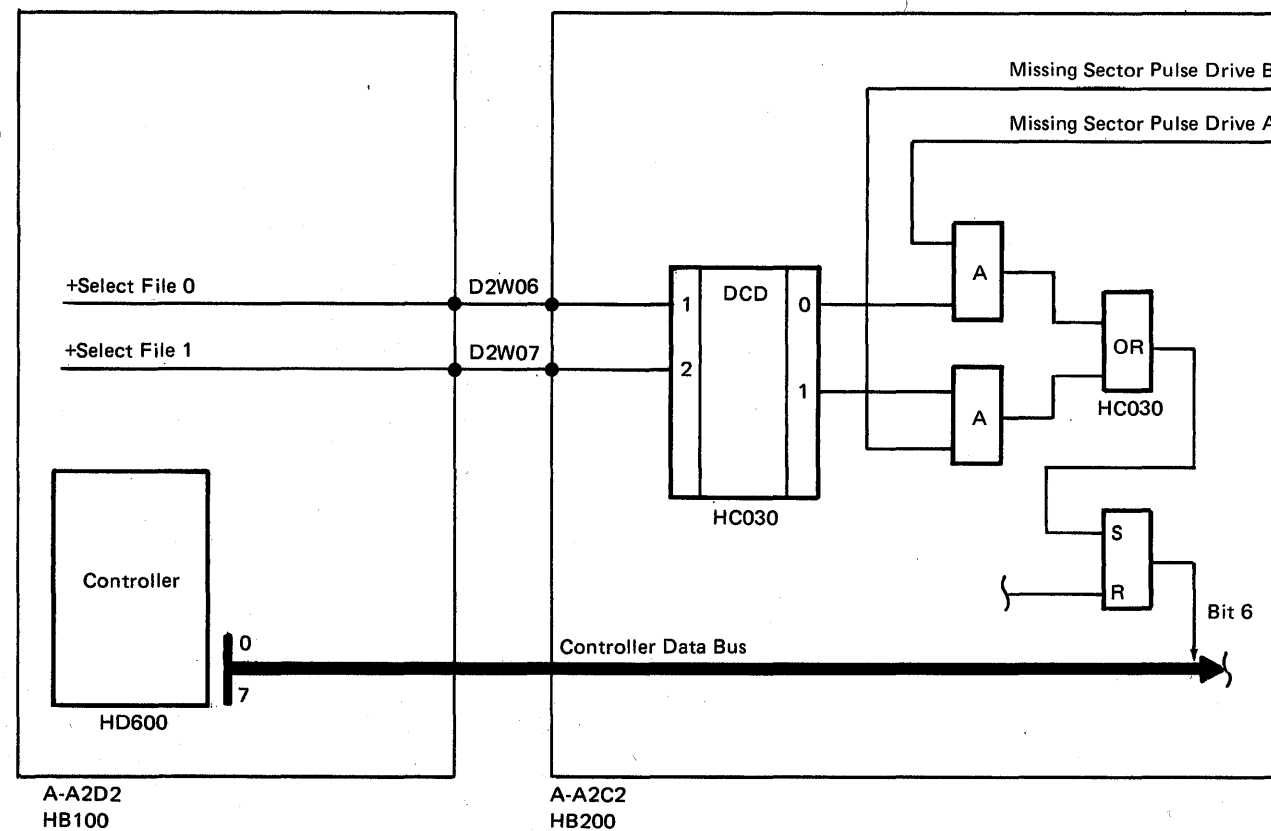 Missing Sector Pulse Drive B
Missing Sector Pulse Drive A
+Select File 0
D2W06
+Select File 1
D2W07
1
2
DCD
0
1
HC030
A
A
OR
HC030
S
R
Bit 6
Controller
HD600
0
7
Controller Data Bus
A-A2D2
HB100
A-A2C2
HB200